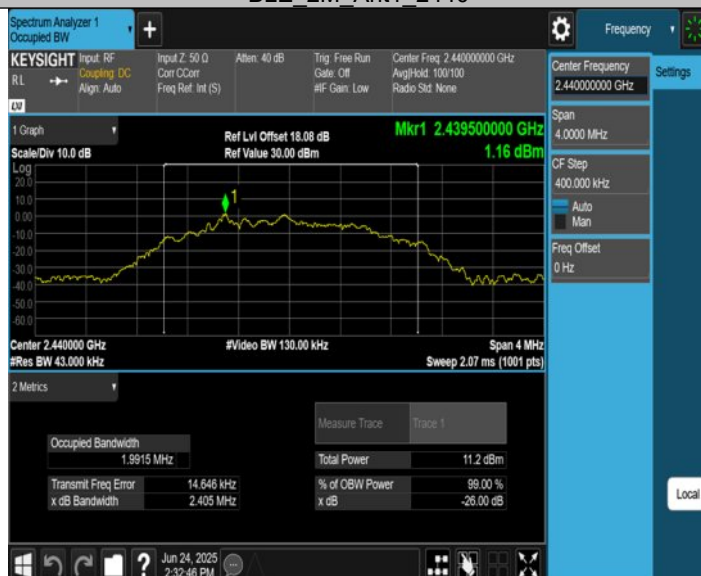 Spectrum Analyzer 1
Occupied BW
+
Frequency
KEYSIGHT
RL
LXI
Input: RF
Coupling: DC
Align: Auto
Input Z: 50 Ω
Corr CCorr
Freq Ref: Int (S)
Atten: 40 dB
Trig: Free Run
Gate: Off
#IF Gain: Low
Center Freq: 2.440000000 GHz
Avg|Hold: 100/100
Radio Std: None
1 Graph
Scale/Div 10.0 dB
Ref Lvl Offset 18.08 dB
Ref Value 30.00 dBm
Mkr1 2.439500000 GHz
1.16 dBm
Log
20.0
10.0
0.00
-10.0
-20.0
-30.0
-40.0
-50.0
-60.0
1
Center 2.440000 GHz
#Res BW 43.000 kHz
#Video BW 130.00 kHz
Span 4 MHz
Sweep 2.07 ms (1001 pts)
2 Metrics
Measure Trace
Trace 1
Occupied Bandwidth
1.9915 MHz
Total Power
11.2 dBm
Transmit Freq Error
14.646 kHz
% of OBW Power
99.00 %
x dB Bandwidth
2.405 MHz
x dB
-26.00 dB
Center Frequency
2.440000000 GHz
Settings
Span
4.0000 MHz
CF Step
400.000 kHz
Auto
Man
Freq Offset
0 Hz
Local
?
Jun 24, 2025
2:32:46 PM